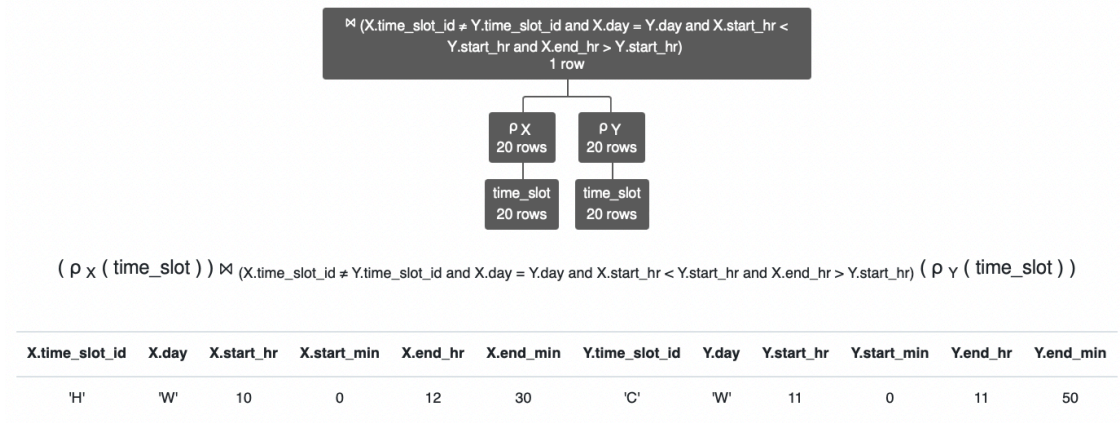 ⋈ (X.time_slot_id ≠ Y.time_slot_id and X.day = Y.day and X.start_hr <
Y.start_hr and X.end_hr > Y.start_hr)
1 row
ρ X
20 rows
ρ Y
20 rows
time_slot
20 rows
time_slot
20 rows
( ρ X ( time_slot ) ) ⋈ (X.time_slot_id ≠ Y.time_slot_id and X.day = Y.day and X.start_hr < Y.start_hr and X.end_hr > Y.start_hr) ( ρ Y ( time_slot ) )
X.time_slot_id X.day X.start_hr X.start_min X.end_hr X.end_min Y.time_slot_id Y.day Y.start_hr Y.start_min Y.end_hr Y.end_min
'H' 'W' 10 0 12 30 'C' 'W' 11 0 11 50